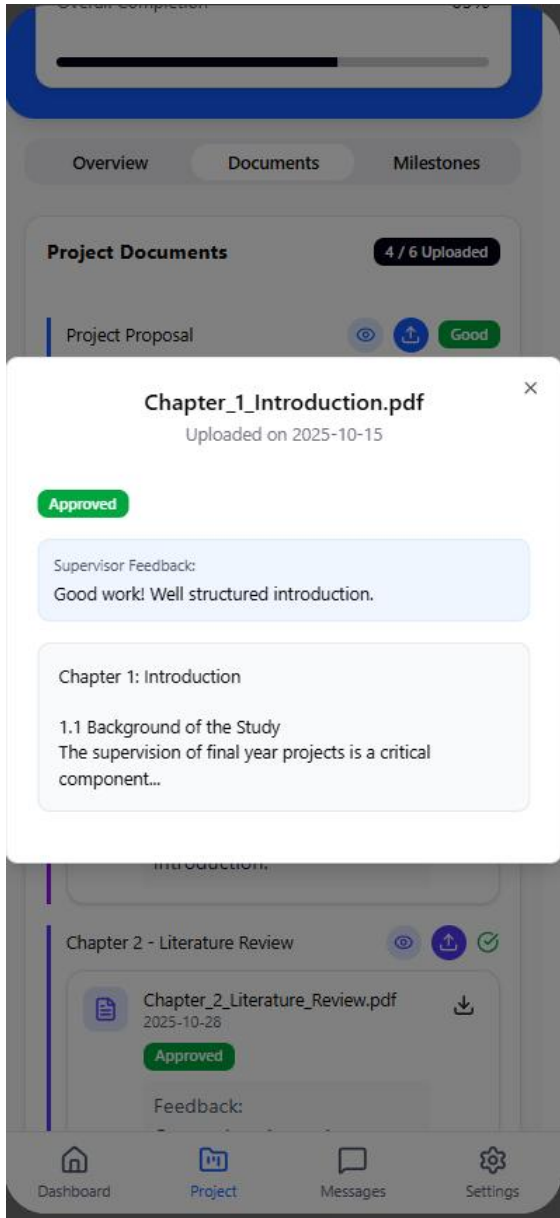 Overall Completion
Overview Documents Milestones
Project Documents 4 / 6 Uploaded
Project Proposal Good
Chapter_1_Introduction.pdf
Uploaded on 2025-10-15
Approved
Supervisor Feedback:
Good work! Well structured introduction.
Chapter 1: Introduction
1.1 Background of the Study
The supervision of final year projects is a critical
component...
introduction.
Chapter 2 - Literature Review
Chapter_2_Literature_Review.pdf
2025-10-28
Approved
Feedback:
Dashboard Project Messages Settings